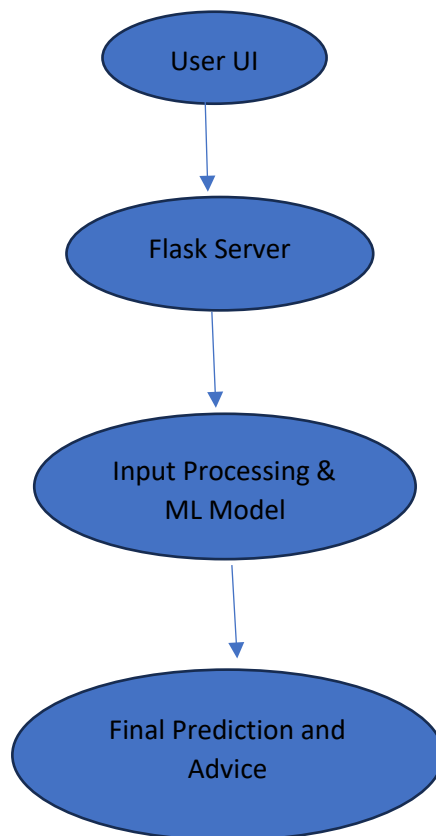 User UI
Flask Server
Input Processing &
ML Model
Final Prediction and
Advice